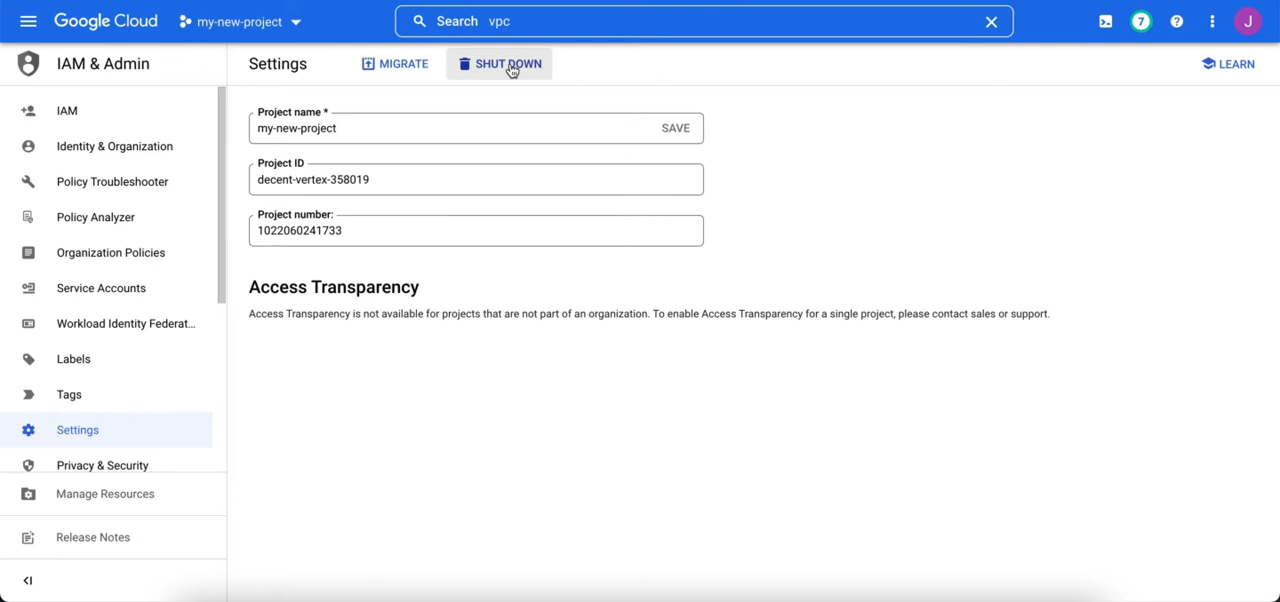 Google Cloud
my-new-project
Search vpc
7
J
IAM & Admin
Settings
MIGRATE
SHUT DOWN
LEARN
IAM
Identity & Organization
Policy Troubleshooter
Policy Analyzer
Organization Policies
Service Accounts
Workload Identity Federat...
Labels
Tags
Settings
Privacy & Security
Manage Resources
Release Notes
Project name *
my-new-project
SAVE
Project ID
decent-vertex-358019
Project number:
1022060241733
Access Transparency
Access Transparency is not available for projects that are not part of an organization. To enable Access Transparency for a single project, please contact sales or support.